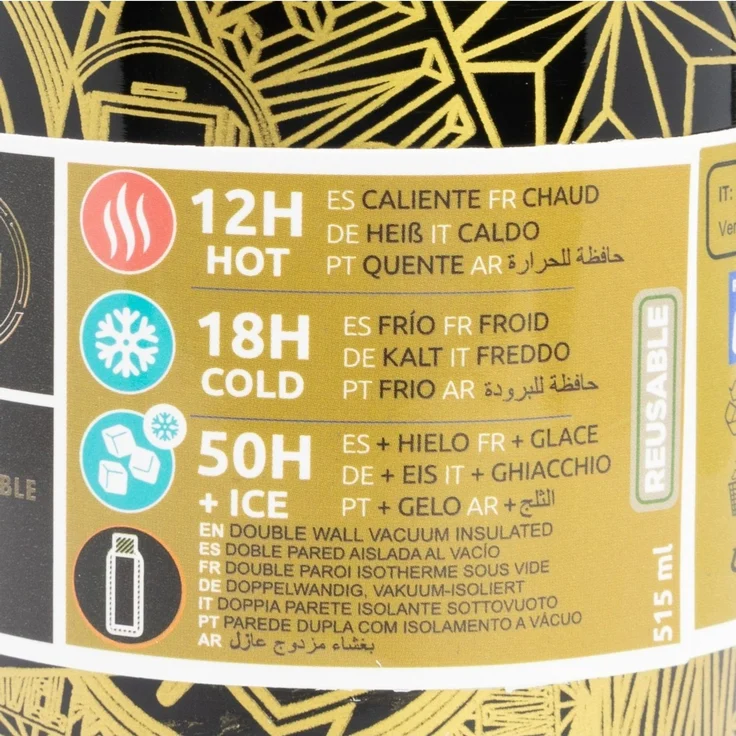 12H
HOT
ES CALIENTE FR CHAUD
DE HEIß IT CALDO
PT QUENTE AR حافظة للحرارة
18H
COLD
ES FRÍO FR FROID
DE KALT IT FREDDO
PT FRIO AR حافظة للبرودة
50H
+ ICE
ES + HIELO FR + GLACE
DE + EIS IT + GHIACCHIO
PT + GELO AR + الثلج
EN DOUBLE WALL VACUUM INSULATED
ES DOBLE PARED AISLADA AL VACÍO
FR DOUBLE PAROI ISOTHERME SOUS VIDE
DE DOPPELWANDIG, VAKUUM-ISOLIERT
IT DOPPIA PARETE ISOLANTE SOTTOVUOTO
PT PAREDE DUPLA COM ISOLAMENTO A VÁCUO
AR بغشاء مزدوج عازل
REUSABLE
515 ml
IT: